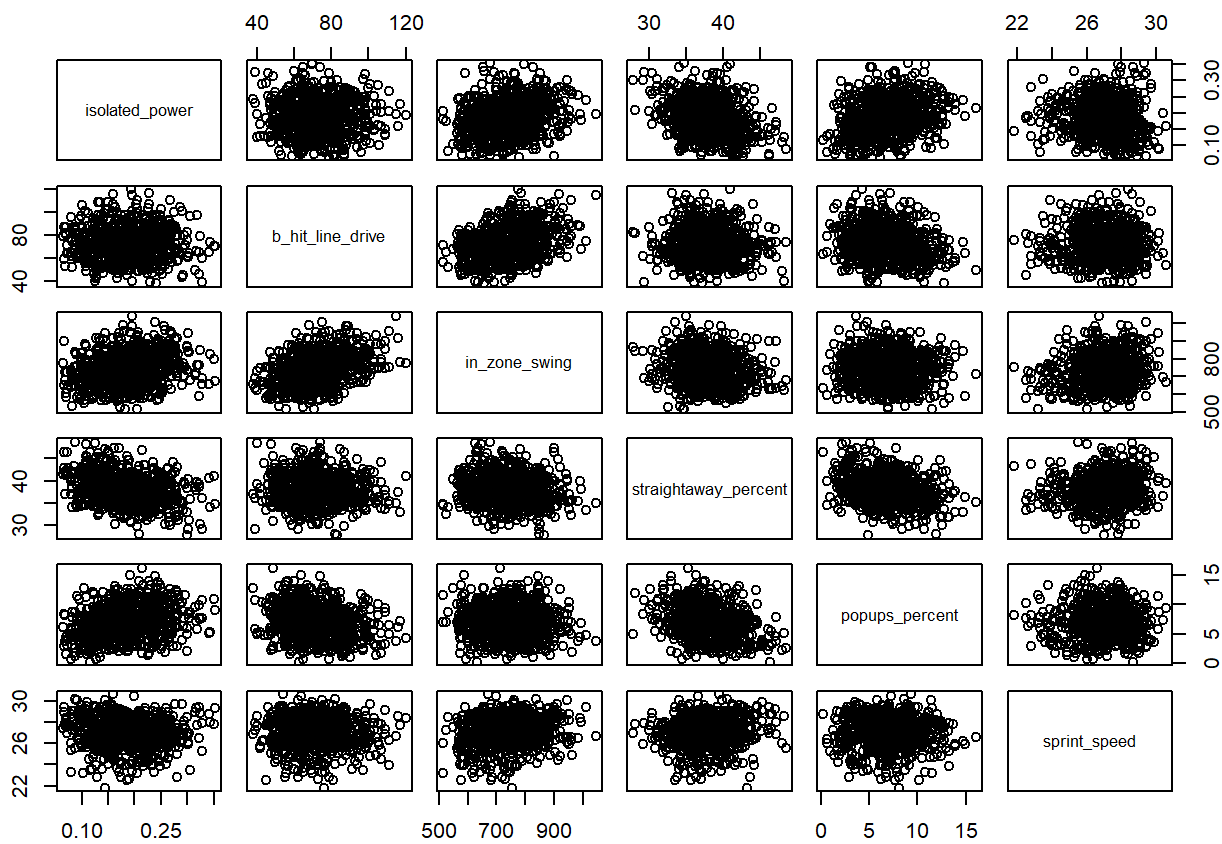 40 80 120 30 40 22 26 30
isolated_power
0.10 0.30
40 80
b_hit_line_drive
in_zone_swing
500 800
30 40
straightaway_percent
popups_percent
0 5 15
22 26 30
sprint_speed
0.10 0.25 500 700 900 0 5 10 15